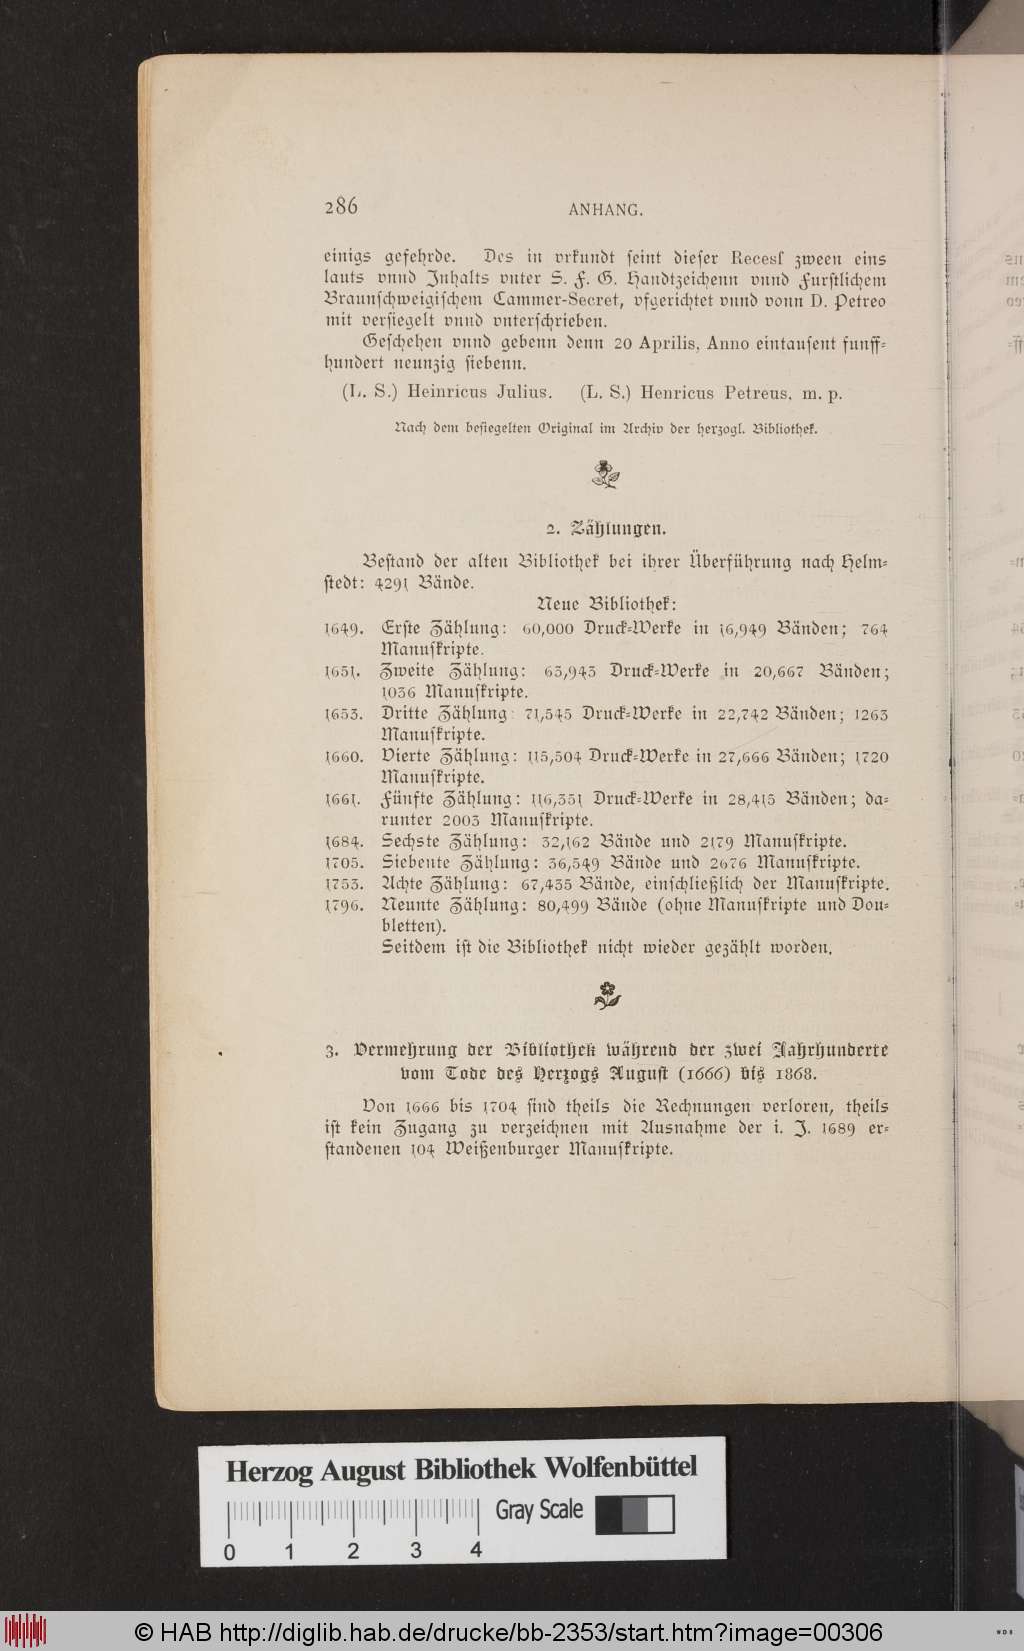 286 ANHANG.
einigs gefehrde. Des in vrkundt seint dieser Recess zween eins
lauts vnnd Inhalts vnter S. F. G. Handtzeichenn vnnd Furstlichem
Braunschweigischem Cammer-Secret, vfgerichtet vnnd vonn D. Petreo
mit versiegelt vnnd vnterschrieben.
Geschehen vnnd gebenn denn 20 Aprilis, Anno eintausent funff-
hundert neunzig siebenn.
(L. S.) Heinricus Julius. (L. S.) Henricus Petreus, m. p.
Nach dem besiegelten Original im Archiv der herzogl. Bibliothek.
2. Zählungen.
Bestand der alten Bibliothek bei ihrer Überführung nach Helm-
stedt: 4291 Bände.
Neue Bibliothek:
1649. Erste Zählung: 60,000 Druck-Werke in 16,949 Bänden; 764
Manuskripte.
1651. Zweite Zählung: 63,943 Druck-Werke in 20,667 Bänden;
1036 Manuskripte.
1653. Dritte Zählung: 71,545 Druck-Werke in 22,742 Bänden; 1263
Manuskripte.
1660. Vierte Zählung: 115,504 Druck-Werke in 27,666 Bänden; 1720
Manuskripte.
1661. Fünfte Zählung: 116,351 Druck-Werke in 28,415 Bänden; da-
runter 2003 Manuskripte.
1684. Sechste Zählung: 32,162 Bände und 2179 Manuskripte.
1705. Siebente Zählung: 36,549 Bände und 2676 Manuskripte.
1753. Achte Zählung: 67,435 Bände, einschließlich der Manuskripte.
1796. Neunte Zählung: 80,499 Bände (ohne Manuskripte und Dou-
bletten).
Seitdem ist die Bibliothek nicht wieder gezählt worden.
3. Vermehrung der Bibliothek während der zwei Jahrhunderte
vom Tode des Herzogs August (1666) bis 1868.
Von 1666 bis 1704 sind theils die Rechnungen verloren, theils
ist kein Zugang zu verzeichnen mit Ausnahme der i. J. 1689 er-
standenen 104 Weißenburger Manuskripte.
Herzog August Bibliothek Wolfenbüttel
Gray Scale
0 1 2 3 4
© HAB http://diglib.hab.de/drucke/bb-2353/start.htm?image=00306